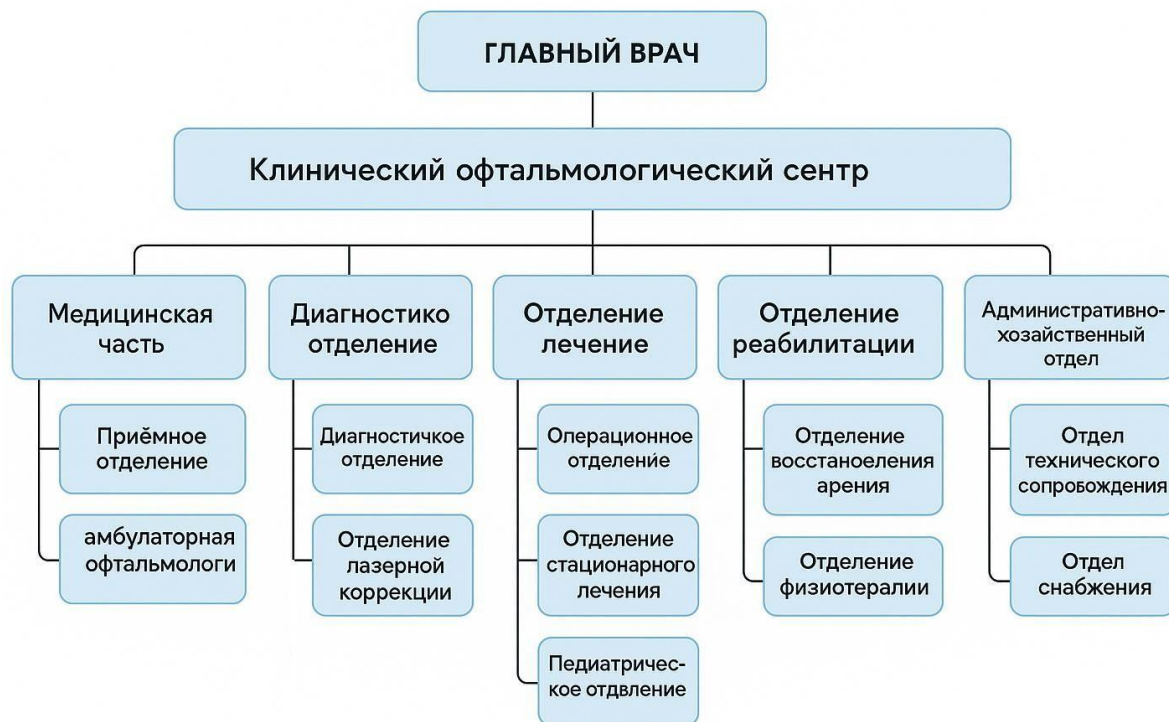 ГЛАВНЫЙ ВРАЧ
Клинический офтальмологический сентр
Медицинская
часть
Диагностико
отделение
Отделение
лечение
Отделение
реабилитации
Административно-
хозайственный
отдел
Приёмное
отделение
амбулаторная
офтальмологи
Диагностичкое
отделение
Отделение
лазерной
коррекции
Операционное
отделение
Отделение
стационарного
лечения
Педиатричес-
кое отдвление
Отделение
восстаноеления
арения
Отделение
физиотералии
Отдел
технического
сопровождения
Отдел
снабжения